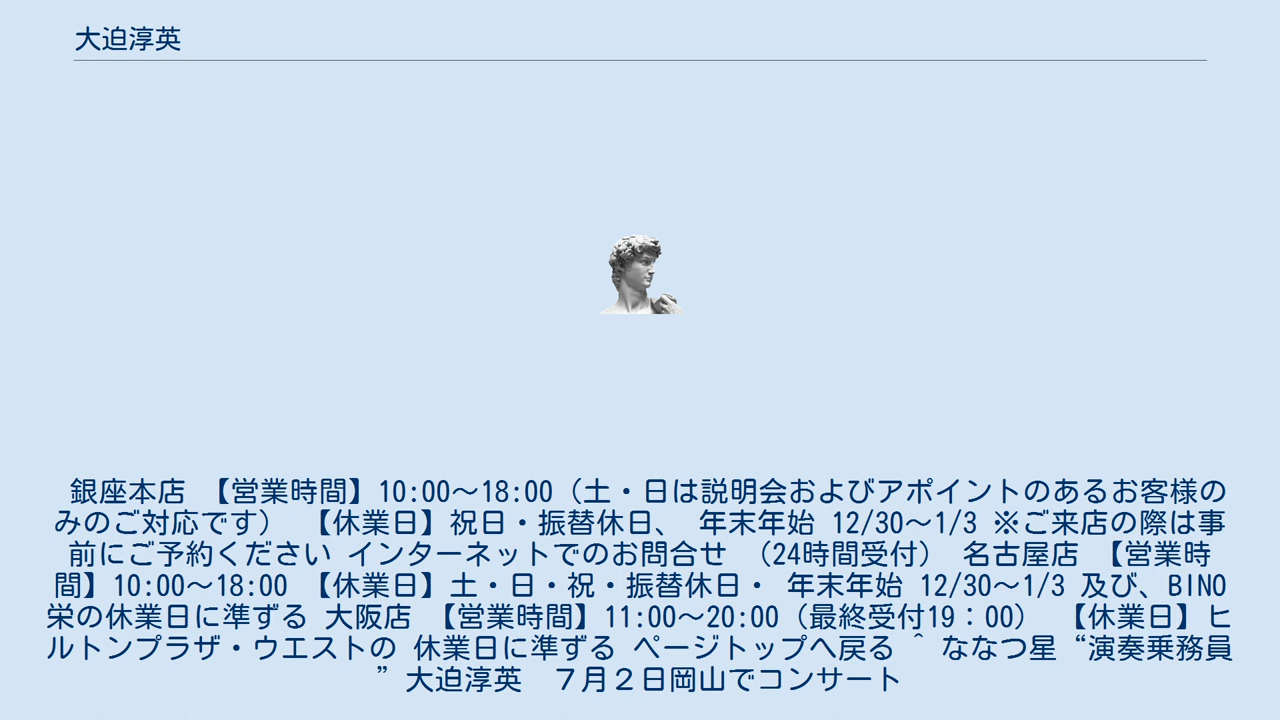 大迫淳英
銀座本店 【営業時間】10:00～18:00（土・日は説明会およびアポイントのあるお客様の
みのご対応です） 【休業日】祝日・振替休日、 年末年始 12/30～1/3 ※ご来店の際は事
前にご予約ください インターネットでのお問合せ （24時間受付） 名古屋店 【営業時
間】10:00～18:00 【休業日】土・日・祝・振替休日・ 年末年始 12/30～1/3 及び、BINO
栄の休業日に準ずる 大阪店 【営業時間】11:00～20:00（最終受付19：00） 【休業日】ヒ
ルトンプラザ・ウエストの 休業日に準ずる ページトップへ戻る ＾ ななつ星 “演奏乗務員
” 大迫淳英　７月２日岡山でコンサート